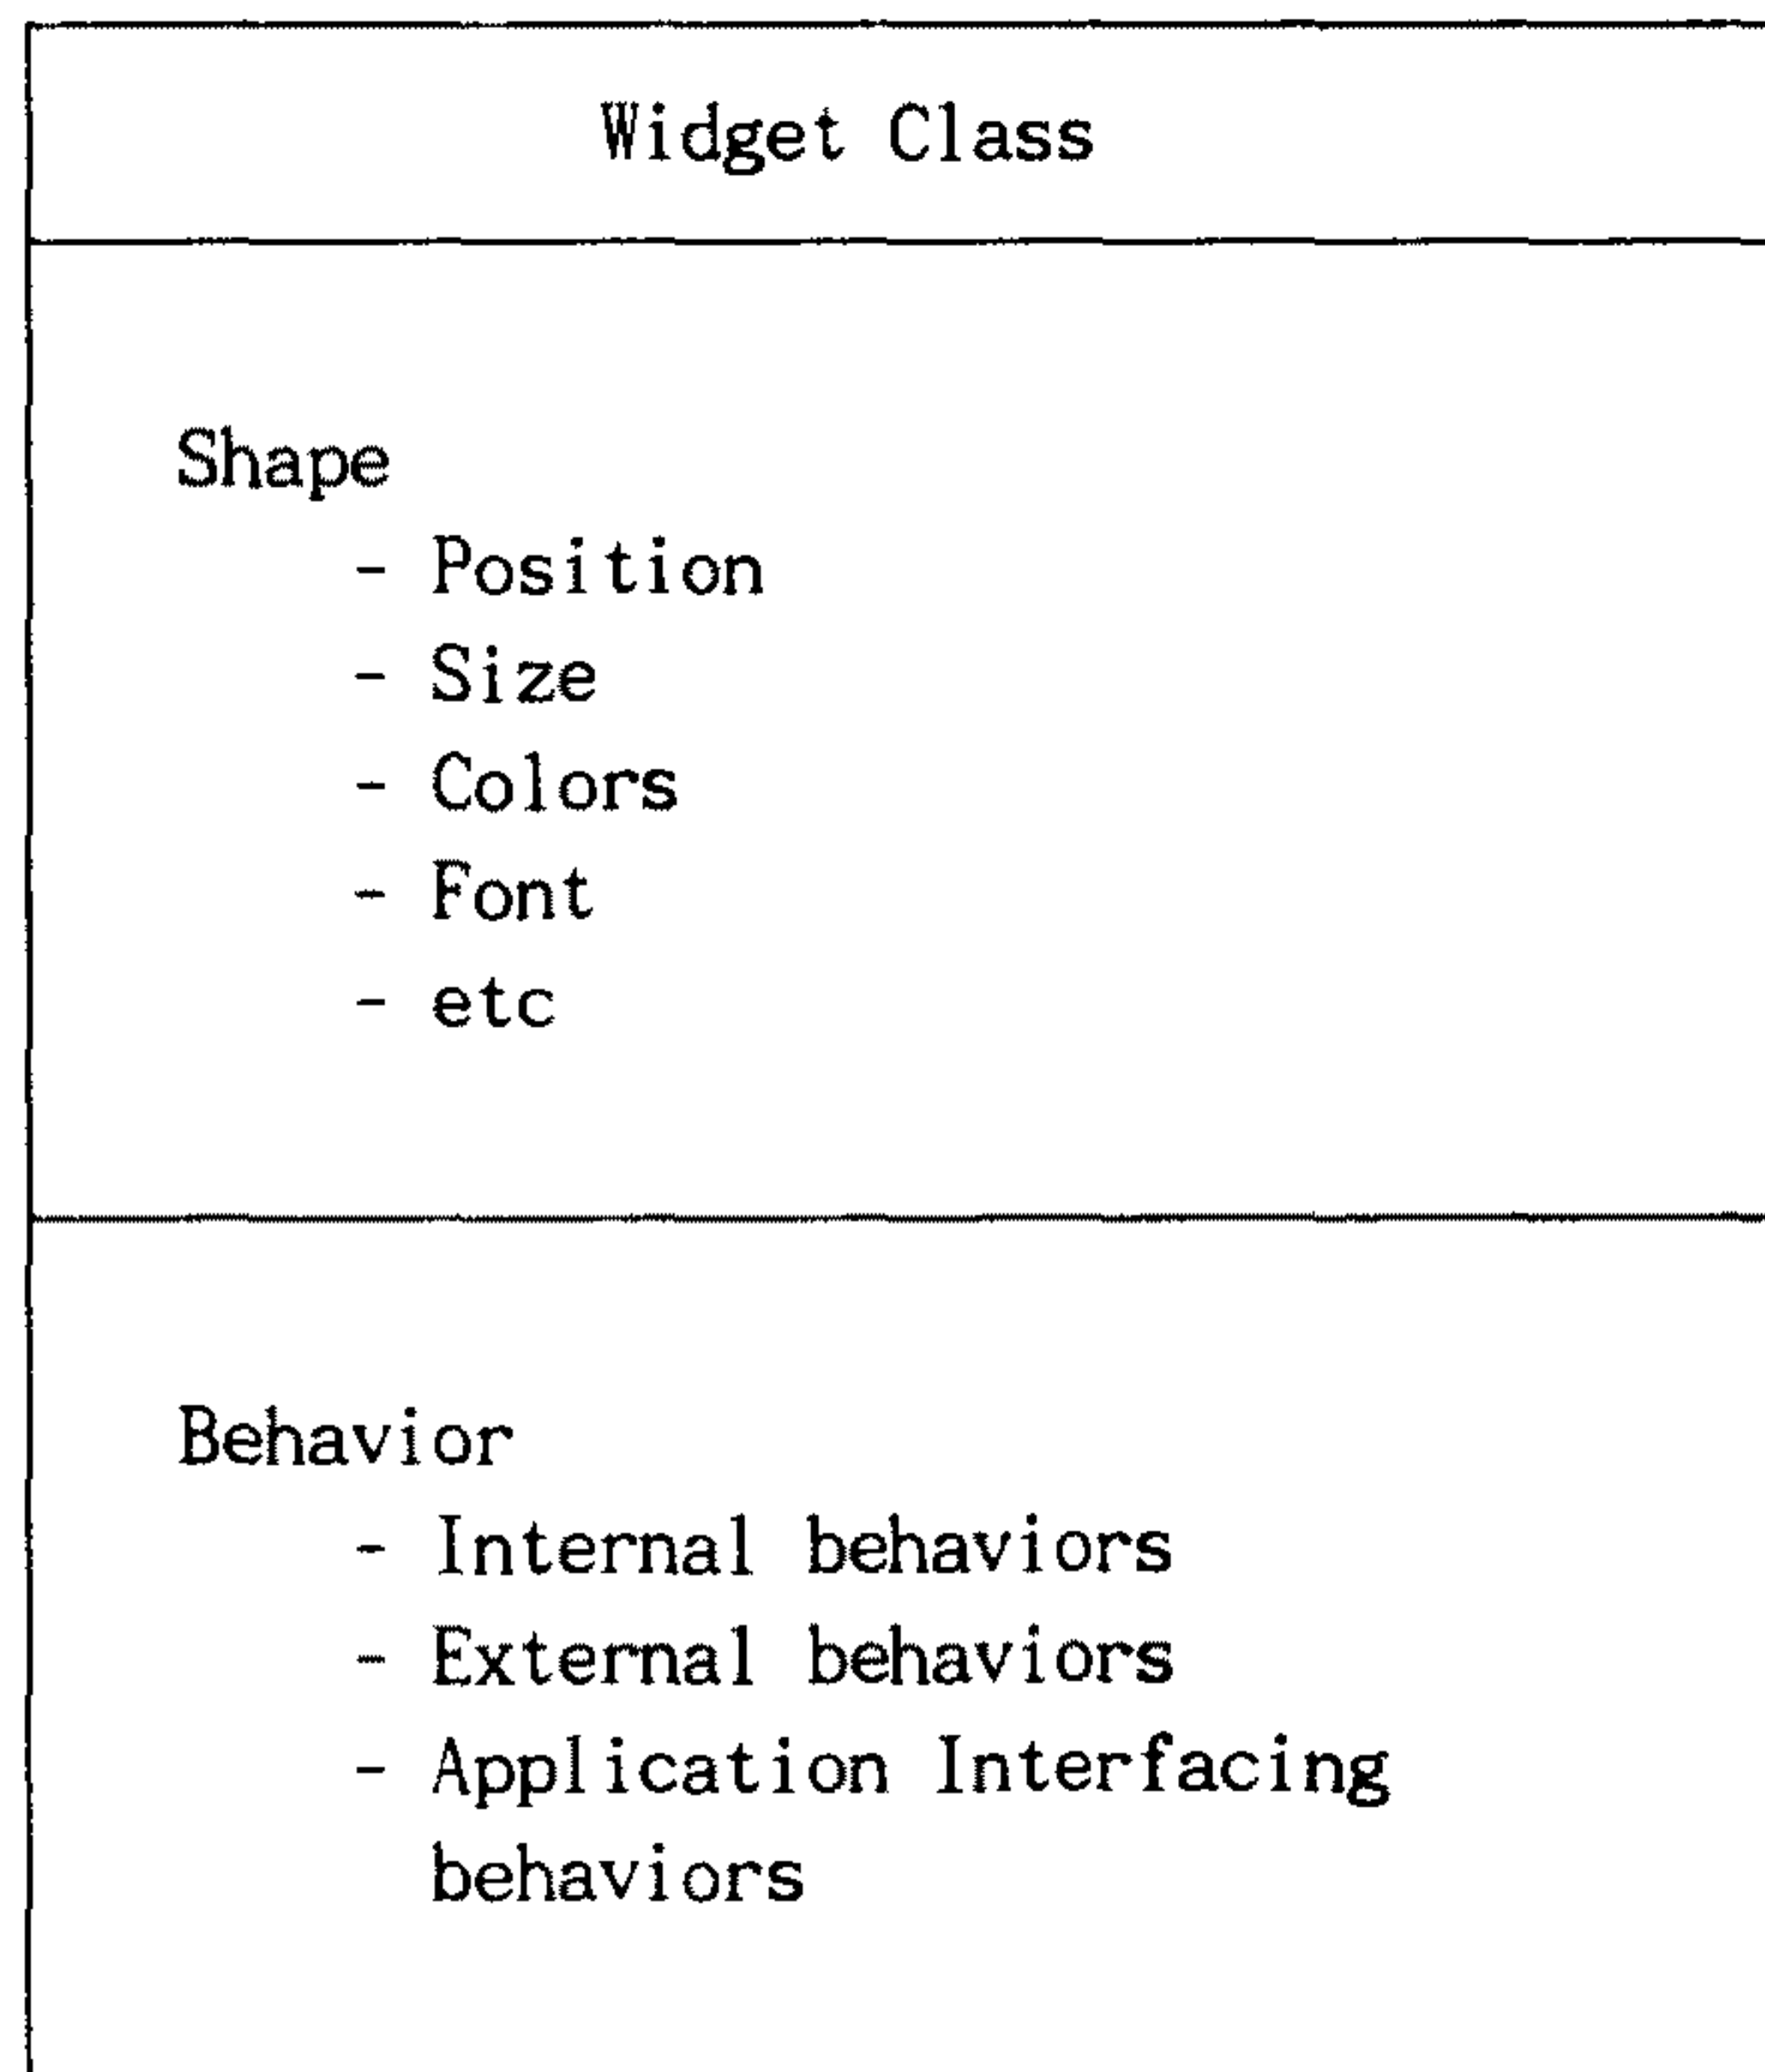 Widget Class
Shape
- Position
- Size
- Colors
- Font
- etc
Behavior
- Internal behaviors
- External behaviors
- Application Interfacing
behaviors